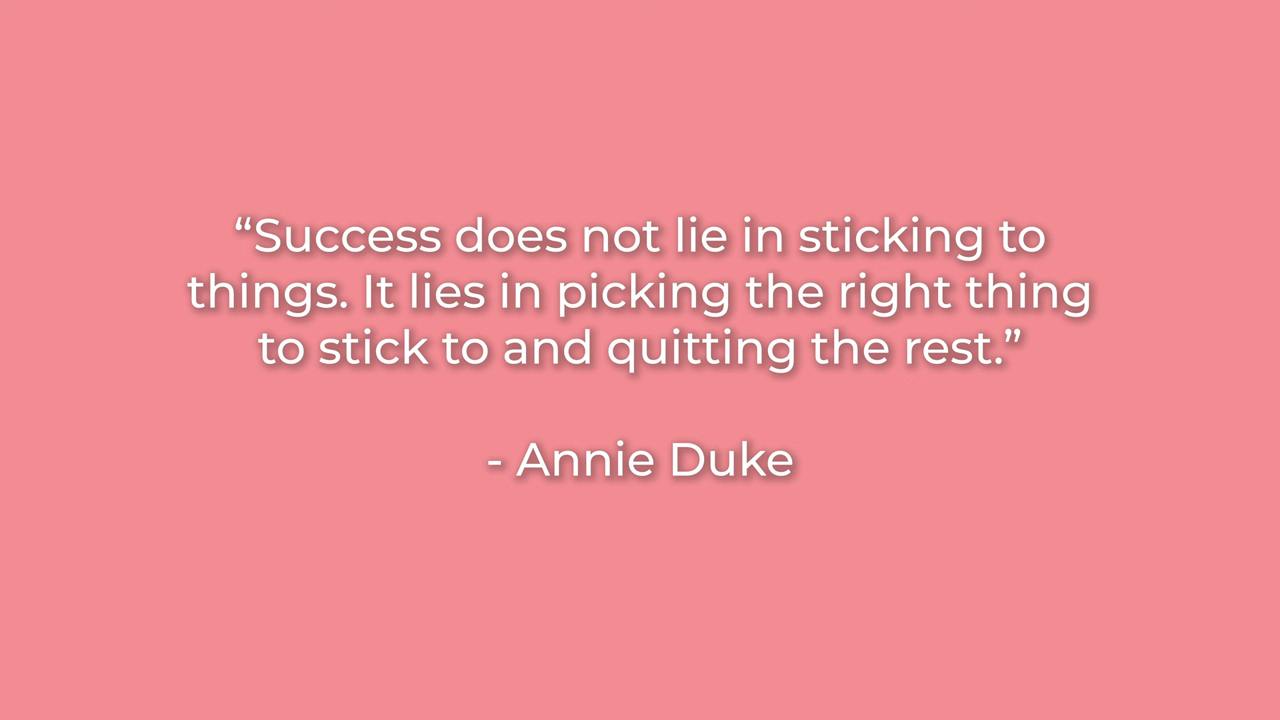 “Success does not lie in sticking to
things. It lies in picking the right thing
to stick to and quitting the rest.”
- Annie Duke